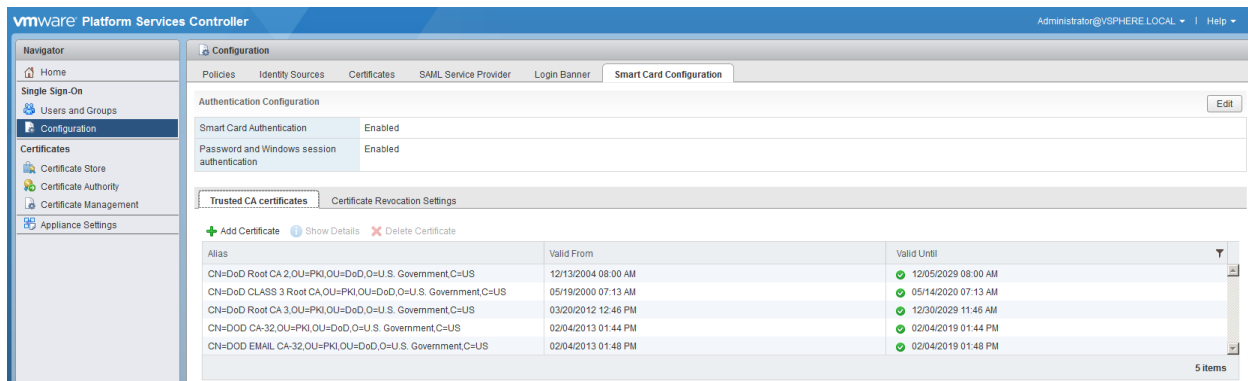 vmware Platform Services Controller
Administrator@VSPHERE.LOCAL | Help
Navigator
Home
Single Sign-On
Users and Groups
Configuration
Certificates
Certificate Store
Certificate Authority
Certificate Management
Appliance Settings
Configuration
Policies Identity Sources Certificates SAML Service Provider Login Banner Smart Card Configuration
Authentication Configuration Edit
Smart Card Authentication Enabled
Password and Windows session Enabled
authentication
Trusted CA certificates Certificate Revocation Settings
Add Certificate Show Details Delete Certificate
Alias Valid From Valid Until
CN=DoD Root CA 2,OU=PKI,OU=DoD,O=U.S. Government,C=US 12/13/2004 08:00 AM 12/05/2029 08:00 AM
CN=DoD CLASS 3 Root CA,OU=PKI,OU=DoD,O=U.S. Government,C=US 05/19/2000 07:13 AM 05/14/2020 07:13 AM
CN=DoD Root CA 3,OU=PKI,OU=DoD,O=U.S. Government,C=US 03/20/2012 12:46 PM 12/30/2029 11:46 AM
CN=DOD CA-32,OU=PKI,OU=DoD,O=U.S. Government,C=US 02/04/2013 01:44 PM 02/04/2019 01:44 PM
CN=DOD EMAIL CA-32,OU=PKI,OU=DoD,O=U.S. Government,C=US 02/04/2013 01:48 PM 02/04/2019 01:48 PM
5 items